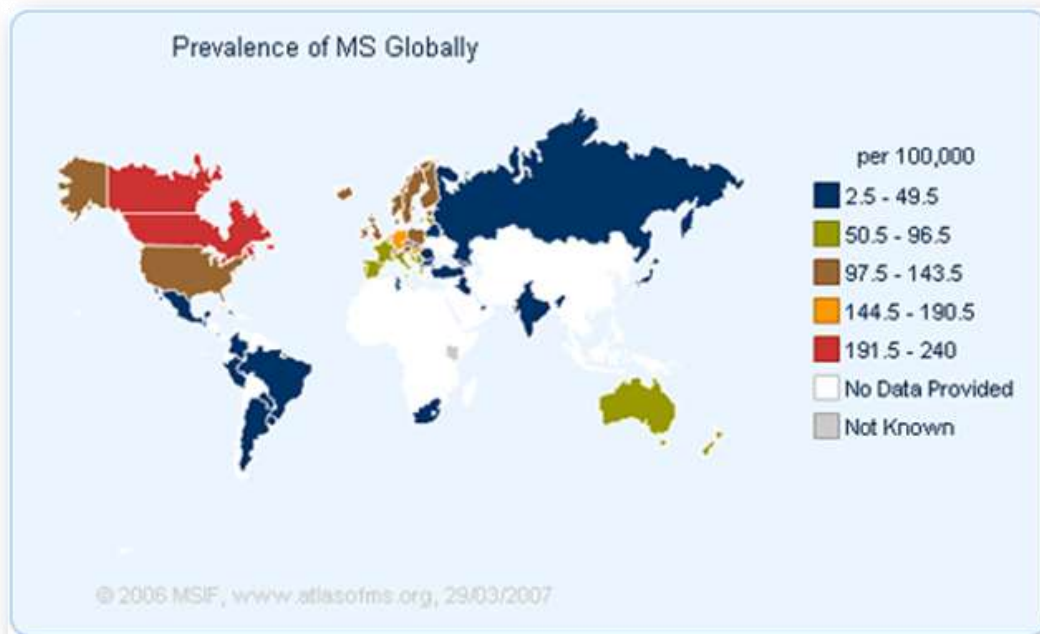 Prevalence of MS Globally
per 100,000
2.5 - 49.5
50.5 - 96.5
97.5 - 143.5
144.5 - 190.5
191.5 - 240
No Data Provided
Not Known
© 2006 MSIF, www.atlasofms.org, 29/03/2007